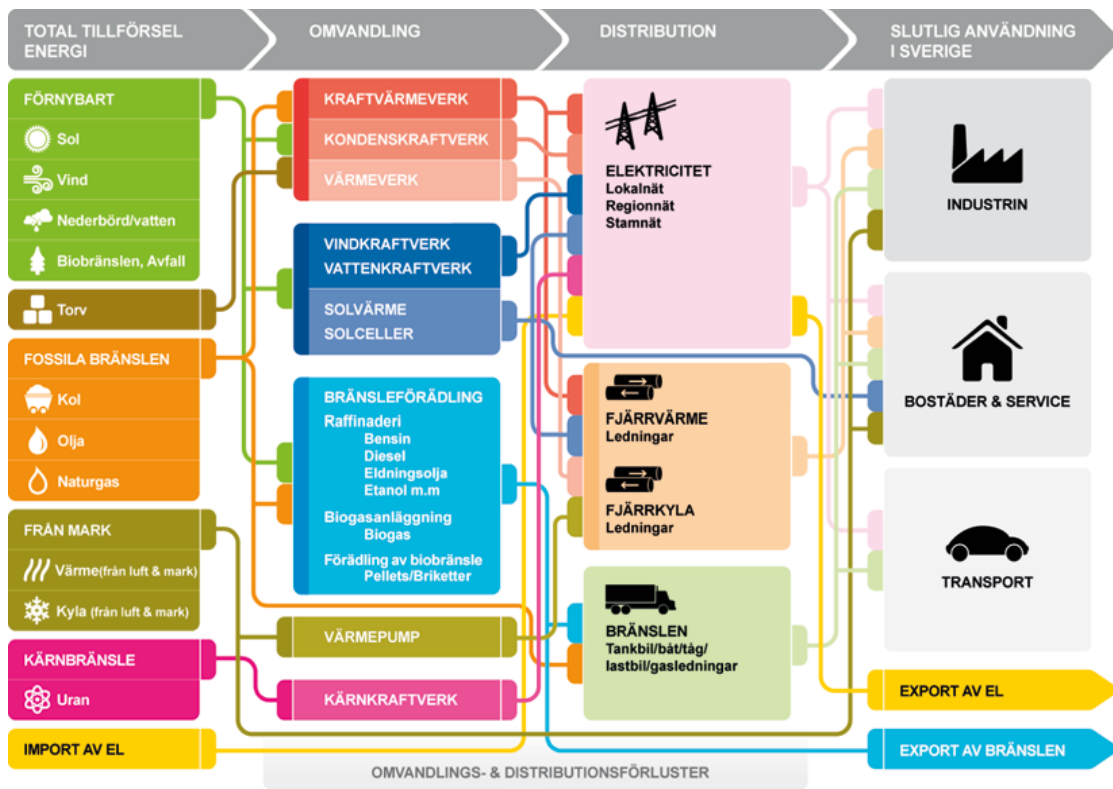 TOTAL TILLFÖRSEL
ENERGI
OMVANDLING
DISTRIBUTION
SLUTLIG ANVÄNDNING
I SVERIGE
FÖRNYBART
Sol
Vind
Nederbörd/vatten
Biobränslen, Avfall
Torv
FOSSILA BRÄNSLEN
Kol
Olja
Naturgas
FRÅN MARK
Värme(från luft & mark)
Kyla (från luft & mark)
KÄRNBRÄNSLE
Uran
IMPORT AV EL
KRAFTVÄRMEVERK
KONDENSKRAFTVERK
VÄRMEVERK
VINDKRAFTVERK
VATTENKRAFTVERK
SOLVÄRME
SOLCELLER
BRÄNSLEFÖRÄDLING
Raffinaderi
Bensin
Diesel
Eldningsolja
Etanol m.m
Biogasanläggning
Biogas
Förädling av biobränsle
Pellets/Briketter
VÄRMEPUMP
KÄRNKRAFTVERK
ELEKTRICITET
Lokalnät
Regionnät
Stamnät
FJÄRRVÄRME
Ledningar
FJÄRRKYLA
Ledningar
BRÄNSLEN
Tankbil/båt/tåg/
lastbil/gasledningar
INDUSTRIN
BOSTÄDER & SERVICE
TRANSPORT
EXPORT AV EL
EXPORT AV BRÄNSLEN
OMVANDLINGS- & DISTRIBUTIONSFÖRLUSTER